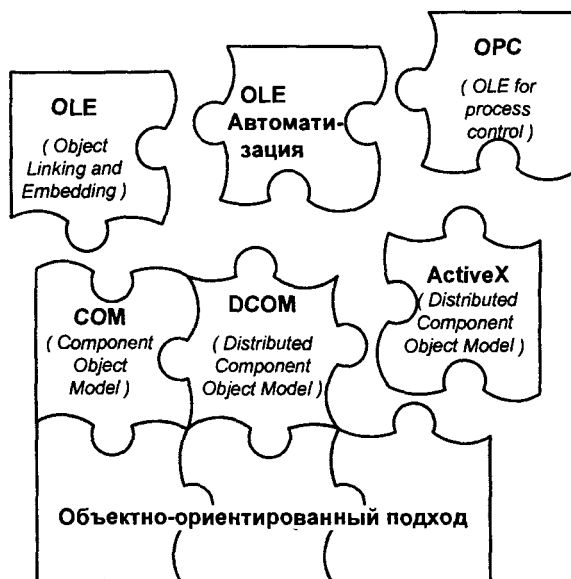 OLE
( Object
Linking and
Embedding )
OLE
Автомати-
зация
OPC
( OLE for
process
control )
COM
( Component
Object
Model )
DCOM
( Distributed
Component
Object Model )
ActiveX
( Distributed
Component
Object Model )
Объектно-ориентированный подход